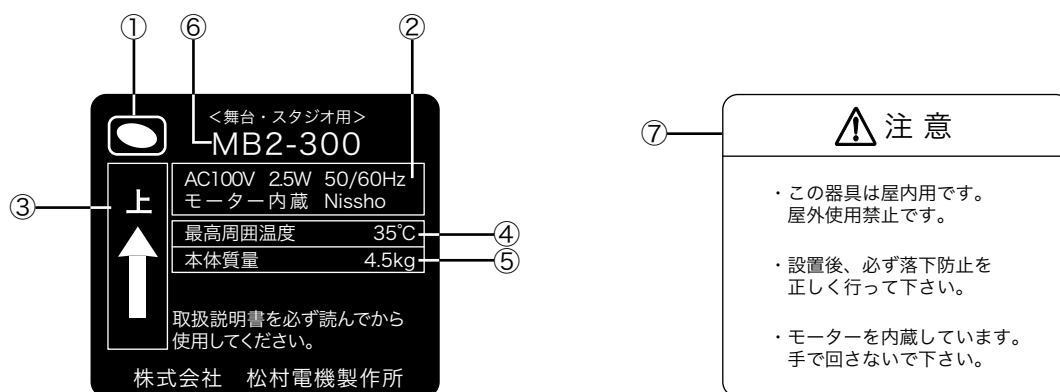 ① ⑥ ②
<舞台・スタジオ用>
MB2-300
AC100V 2.5W 50/60Hz
モーター内蔵 Nissho
③ 上
最高周囲温度 35℃ ④
本体質量 4.5kg ⑤
取扱説明書を必ず読んでから
使用してください。
株式会社 松村電機製作所
⑦ 注意
・この器具は屋内用です。
屋外使用禁止です。
・設置後、必ず落下防止を
正しく行って下さい。
・モーターを内蔵しています。
手で回さないで下さい。